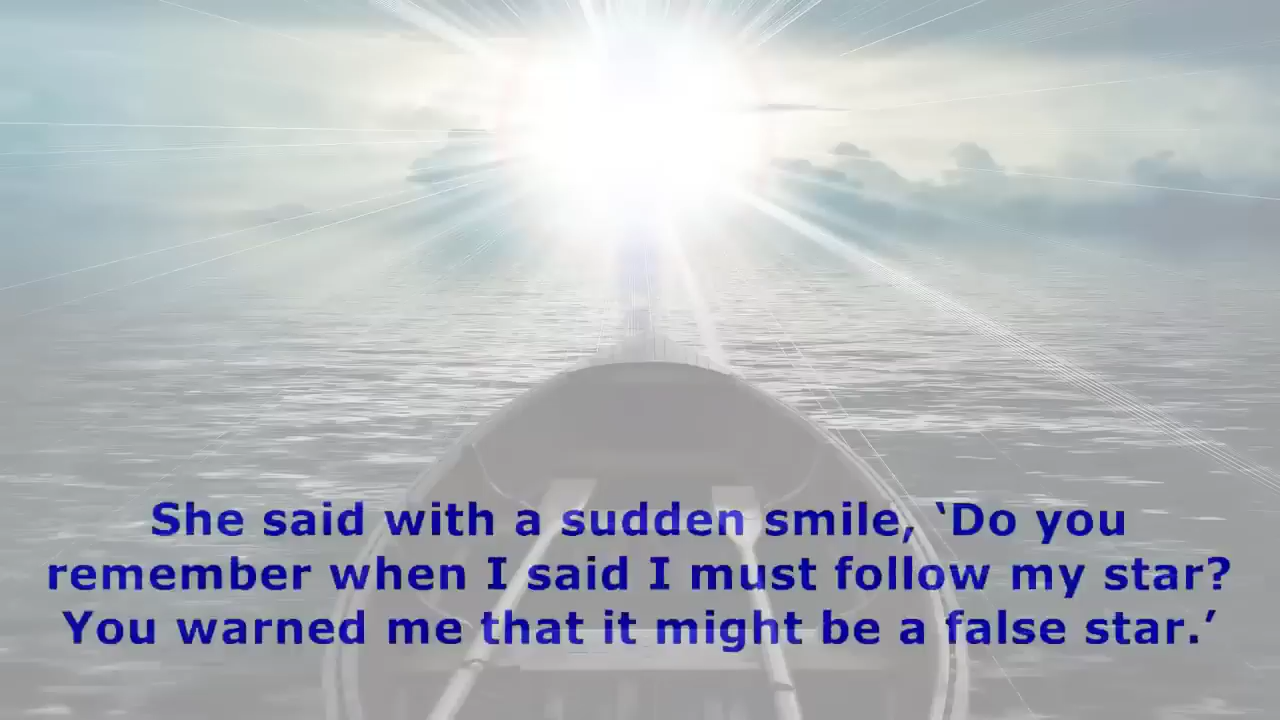 She said with a sudden smile, ‘Do you
remember when I said I must follow my star?
You warned me that it might be a false star.’